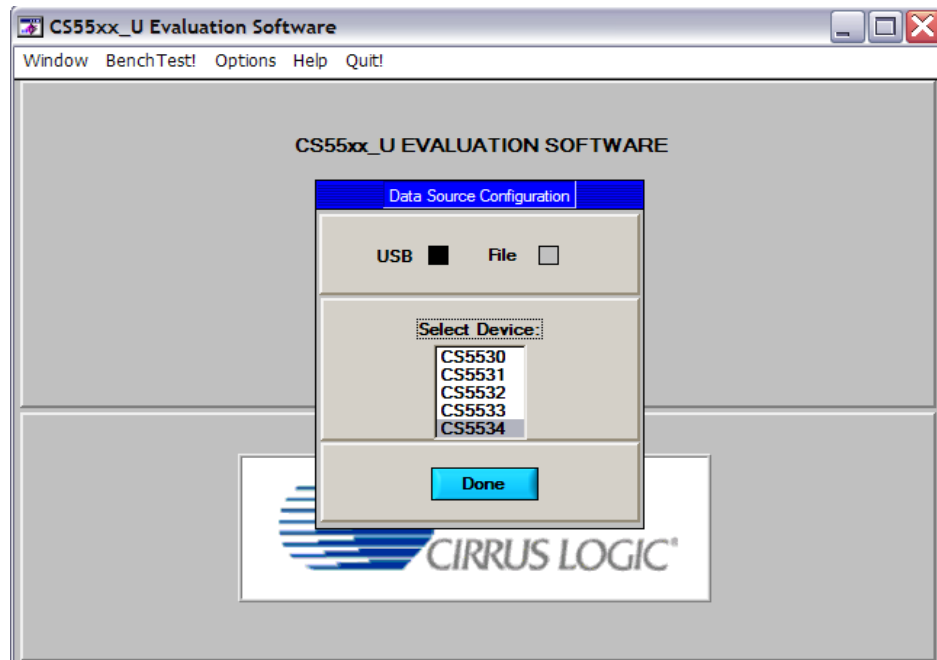 CS55xx_U Evaluation Software
Window BenchTest! Options Help Quit!
CS55xx_U EVALUATION SOFTWARE
Data Source Configuration
USB File
Select Device:
CS5530
CS5531
CS5532
CS5533
CS5534
Done
CIRRUS LOGIC®